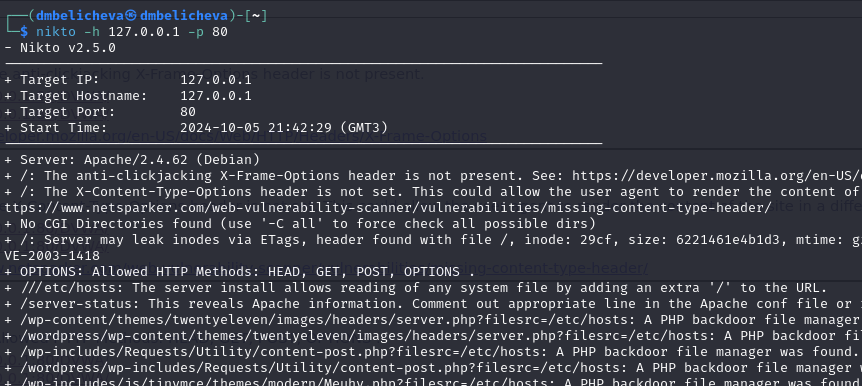 ┌──(dmbelicheva㉿dmbelicheva)-[~]
└─$ nikto -h 127.0.0.1 -p 80
- Nikto v2.5.0
+ Target IP: 127.0.0.1
+ Target Hostname: 127.0.0.1
+ Target Port: 80
+ Start Time: 2024-10-05 21:42:29 (GMT3)
+ Server: Apache/2.4.62 (Debian)
+ /: The anti-clickjacking X-Frame-Options header is not present. See: https://developer.mozilla.org/en-US/
+ /: The X-Content-Type-Options header is not set. This could allow the user agent to render the content of
ttps://www.netsparker.com/web-vulnerability-scanner/vulnerabilities/missing-content-type-header/
+ No CGI Directories found (use '-C all' to force check all possible dirs)
+ /: Server may leak inodes via ETags, header found with file /, inode: 29cf, size: 6221461e4b1d3, mtime: g
VE-2003-1418
+ OPTIONS: Allowed HTTP Methods: HEAD, GET, POST, OPTIONS .
+ ///etc/hosts: The server install allows reading of any system file by adding an extra '/' to the URL.
+ /server-status: This reveals Apache information. Comment out appropriate line in the Apache conf file or
+ /wp-content/themes/twentyeleven/images/headers/server.php?filesrc=/etc/hosts: A PHP backdoor file manager
+ /wordpress/wp-content/themes/twentyeleven/images/headers/server.php?filesrc=/etc/hosts: A PHP backdoor fi
+ /wp-includes/Requests/Utility/content-post.php?filesrc=/etc/hosts: A PHP backdoor file manager was found.
+ /wordpress/wp-includes/Requests/Utility/content-post.php?filesrc=/etc/hosts: A PHP backdoor file manager
+ /wp-includes/js/tinymce/themes/modern/Meuhy.php?filesrc=/etc/hosts: A PHP backdoor file manager was found